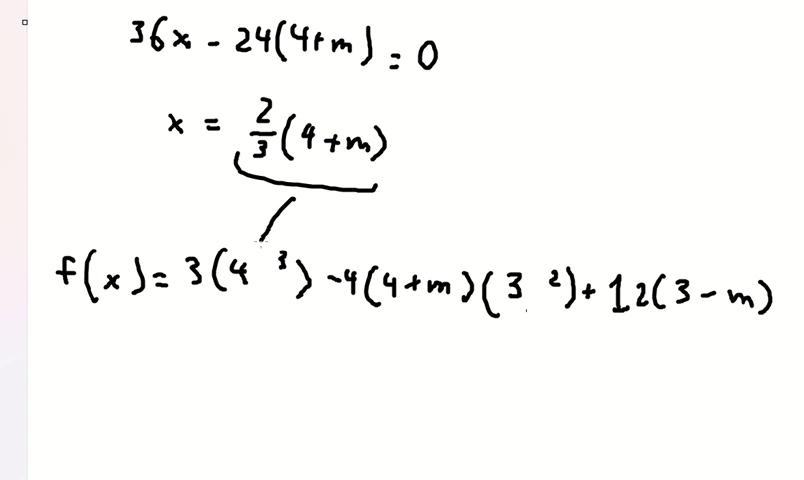 36x - 24(4+m) = 0
x = 2/3 (4+m)
f(x) = 3(4 ³) - 4(4+m)(3 ²) + 12(3-m)